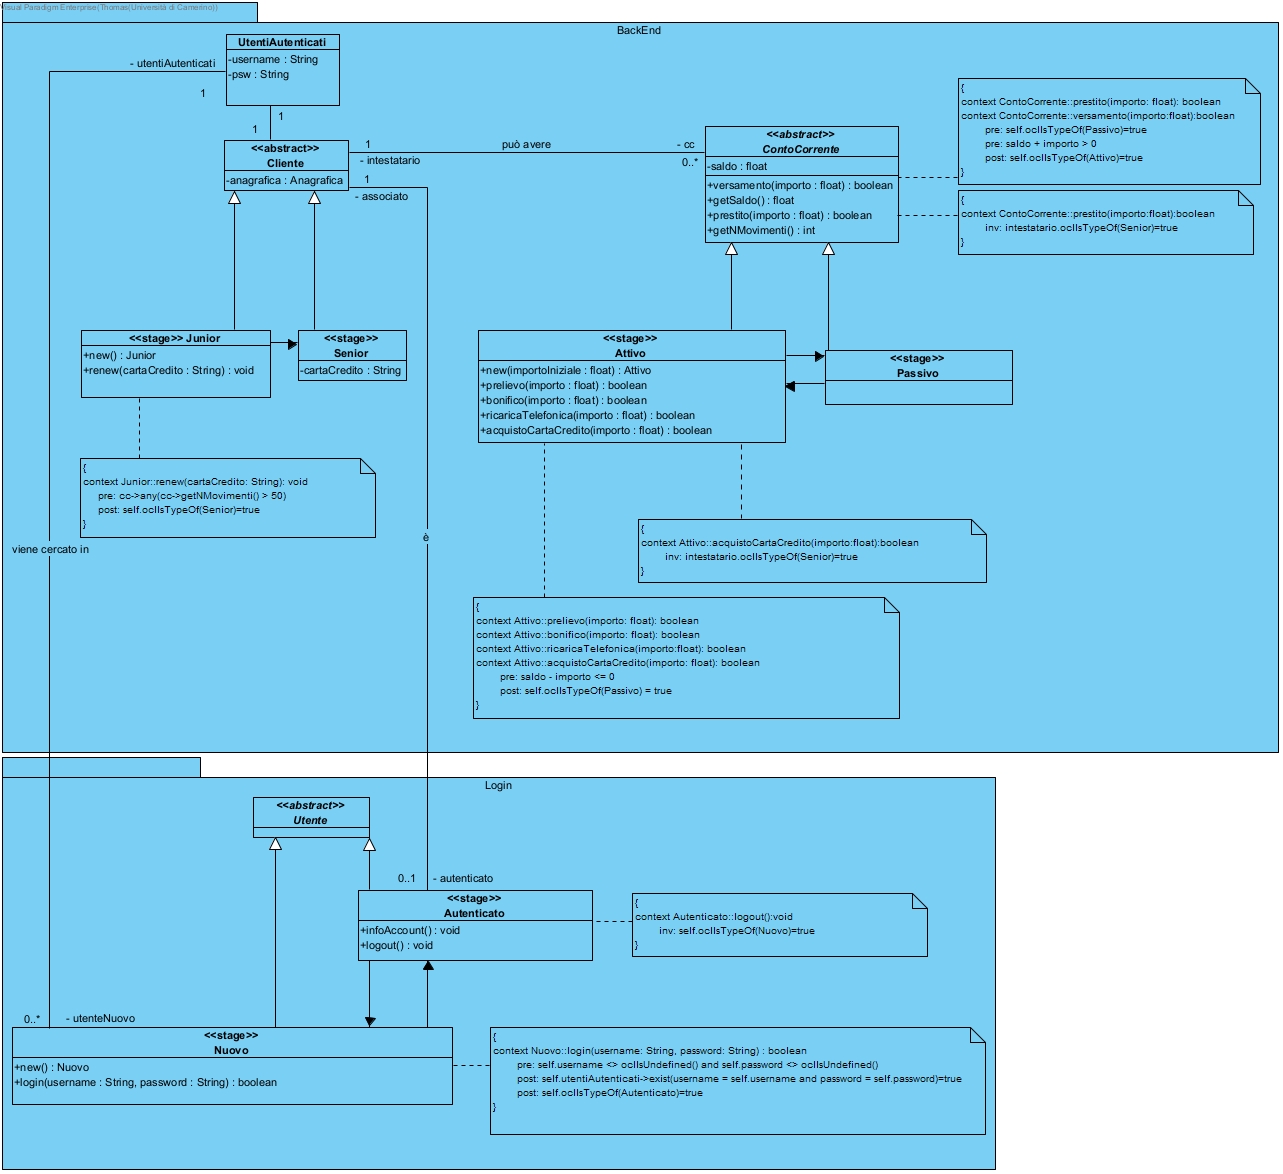 Visual Paradigm Enterprise(Thomas(Università di Camerino))
BackEnd
UtentiAutenticati
-username : String
-psw : String
- utentiAutenticati
1
1
1
<<abstract>>
Cliente
-anagrafica : Anagrafica
1
- intestatario
1
- associato
può avere
- cc
0..*
<<abstract>>
ContoCorrente
-saldo : float
+versamento(importo : float) : boolean
+getSaldo() : float
+prestito(importo : float) : boolean
+getNMovimenti() : int
{
context ContoCorrente::prestito(importo: float): boolean
context ContoCorrente::versamento(importo:float):boolean
pre: self.oclIsTypeOf(Passivo)=true
pre: saldo + importo > 0
post: self.oclIsTypeOf(Attivo)=true
}
{
context ContoCorrente::prestito(importo:float):boolean
inv: intestatario.oclIsTypeOf(Senior)=true
}
<<stage>> Junior
+new() : Junior
+renew(cartaCredito : String) : void
<<stage>>
Senior
-cartaCredito : String
<<stage>>
Attivo
+new(importoIniziale : float) : Attivo
+prelievo(importo : float) : boolean
+bonifico(importo : float) : boolean
+ricaricaTelefonica(importo : float) : boolean
+acquistoCartaCredito(importo : float) : boolean
<<stage>>
Passivo
{
context Junior::renew(cartaCredito: String): void
pre: cc->any(cc->getNMovimenti() > 50)
post: self.oclIsTypeOf(Senior)=true
}
viene cercato in
è
{
context Attivo::acquistoCartaCredito(importo:float):boolean
inv: intestatario.oclIsTypeOf(Senior)=true
}
{
context Attivo::prelievo(importo: float): boolean
context Attivo::bonifico(importo: float): boolean
context Attivo::ricaricaTelefonica(importo:float): boolean
context Attivo::acquistoCartaCredito(importo: float): boolean
pre: saldo - importo <= 0
post: self.oclIsTypeOf(Passivo) = true
}
Login
<<abstract>>
Utente
0..1
- autenticato
<<stage>>
Autenticato
+infoAccount() : void
+logout() : void
{
context Autenticato::logout():void
inv: self.oclIsTypeOf(Nuovo)=true
}
0..*
- utenteNuovo
<<stage>>
Nuovo
+new() : Nuovo
+login(username : String, password : String) : boolean
{
context Nuovo::login(username: String, password: String) : boolean
pre: self.username <> oclIsUndefined() and self.password <> oclIsUndefined()
post: self.utentiAutenticati->exist(username = self.username and password = self.password)=true
post: self.oclIsTypeOf(Autenticato)=true
}